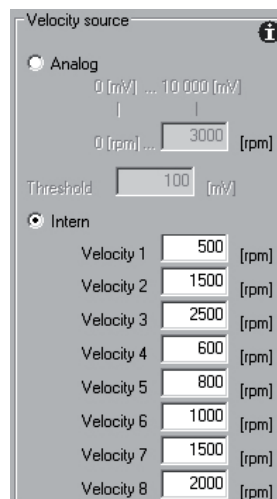 Velocity source
Analog
0 [mV] ... 10 000 [mV]
| |
0 [rpm] ... 3000 [rpm]
Threshold 100 [mV]
Intern
Velocity 1 500 [rpm]
Velocity 2 1500 [rpm]
Velocity 3 2500 [rpm]
Velocity 4 600 [rpm]
Velocity 5 800 [rpm]
Velocity 6 1000 [rpm]
Velocity 7 1500 [rpm]
Velocity 8 2000 [rpm]